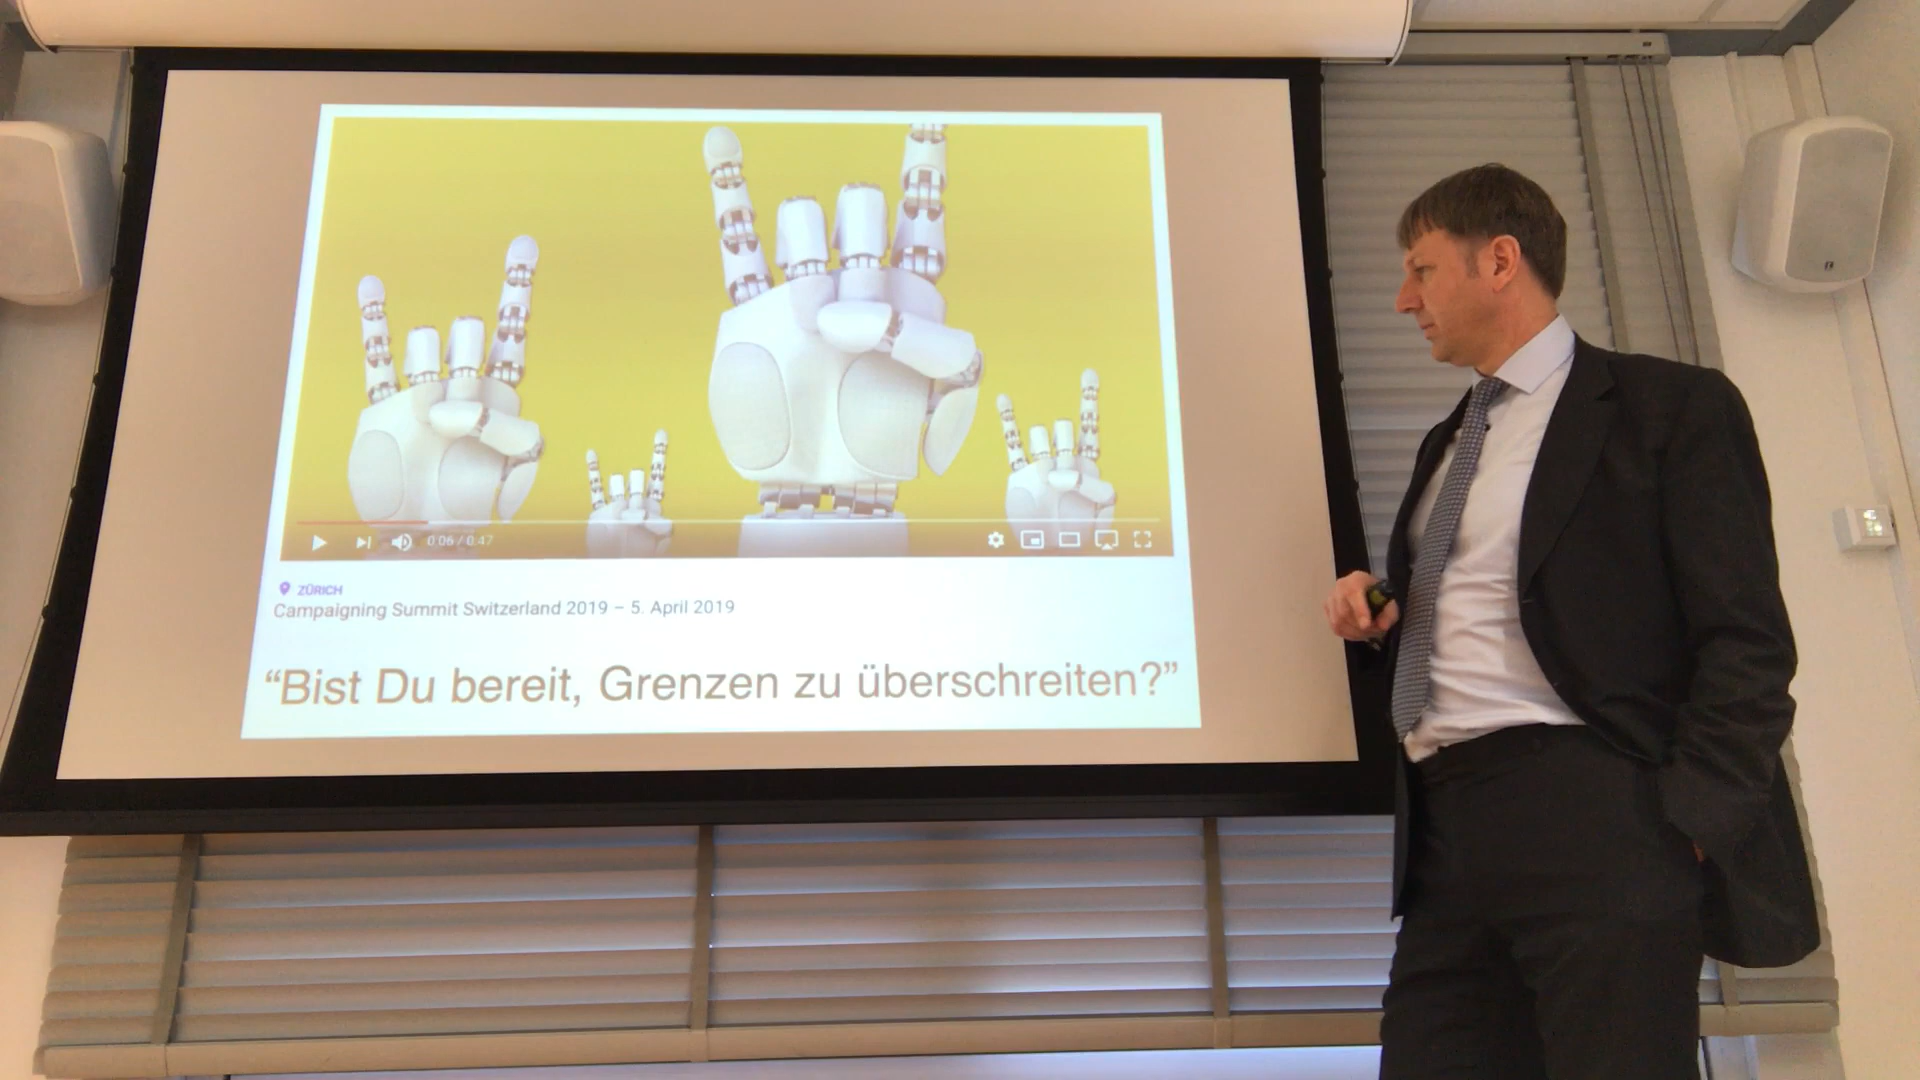 0:06 / 0:47
ZÜRICH
Campaigning Summit Switzerland 2019 – 5. April 2019
“Bist Du bereit, Grenzen zu überschreiten?”